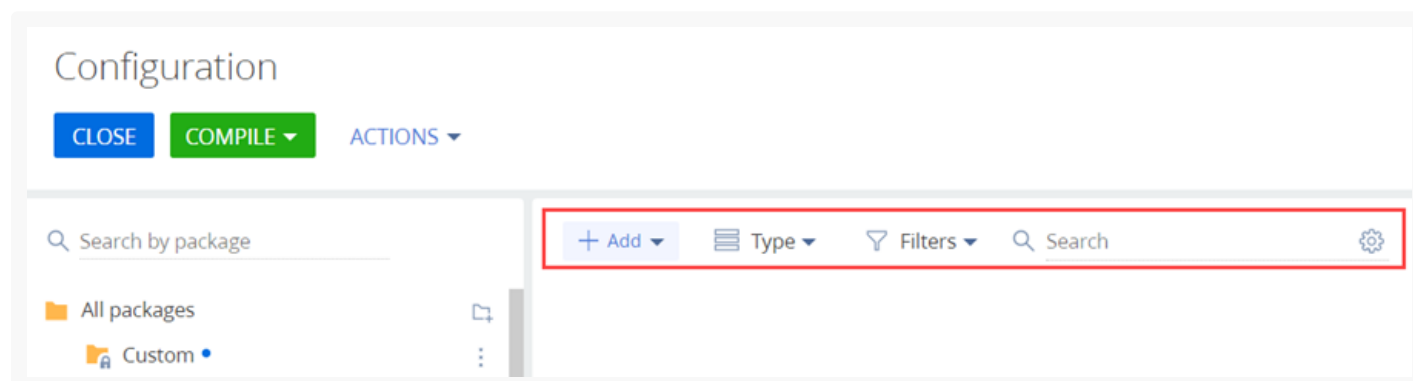 Configuration
CLOSE COMPILE ACTIONS
Search by package
Add Type Filters Search
All packages
Custom